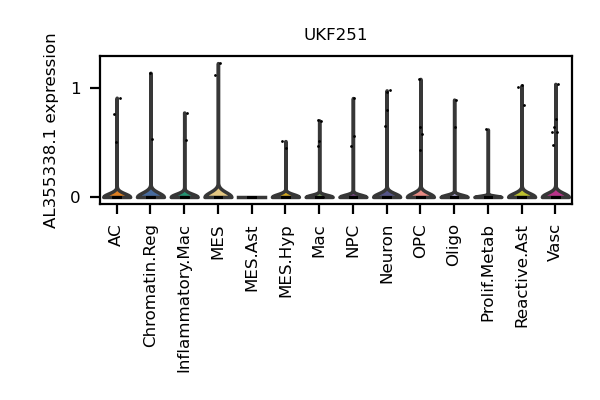 UKF251
AL355338.1 expression
1
0
AC
Chromatin.Reg
Inflammatory.Mac
MES
MES.Ast
MES.Hyp
Mac
NPC
Neuron
OPC
Oligo
Prolif.Metab
Reactive.Ast
Vasc